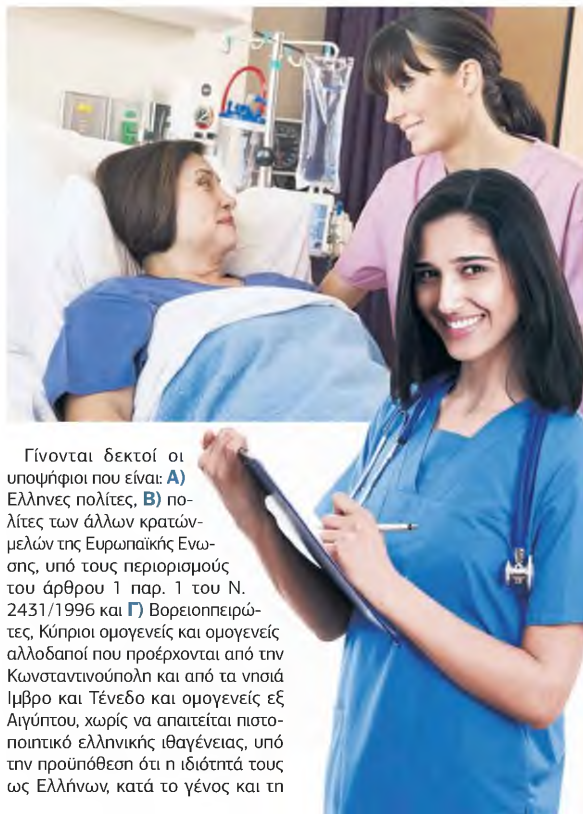 Γίνονται δεκτοί οι
υποψήφιοι που είναι: Α)
Ελληνες πολίτες, Β) πο-
λίτες των άλλων κρατών-
μελών της Ευρωπαϊκής Ενω-
σης, υπό τους περιορισμούς
του άρθρου 1 παρ. 1 του Ν.
2431/1996 και Γ) Βορειοηπειρώ-
τες, Κύπριοι ομογενείς και ομογενείς
αλλοδαποί που προέρχονται από την
Κωνσταντινούπολη και από τα νησιά
Ιμβρο και Τένεδο και ομογενείς εξ
Αιγύπτου, χωρίς να απαιτείται πιστο-
ποιητικό ελληνικής ιθαγένειας, υπό
την προϋπόθεση ότι η ιδιότητά τους
ως Ελλήνων, κατά το γένος και τη